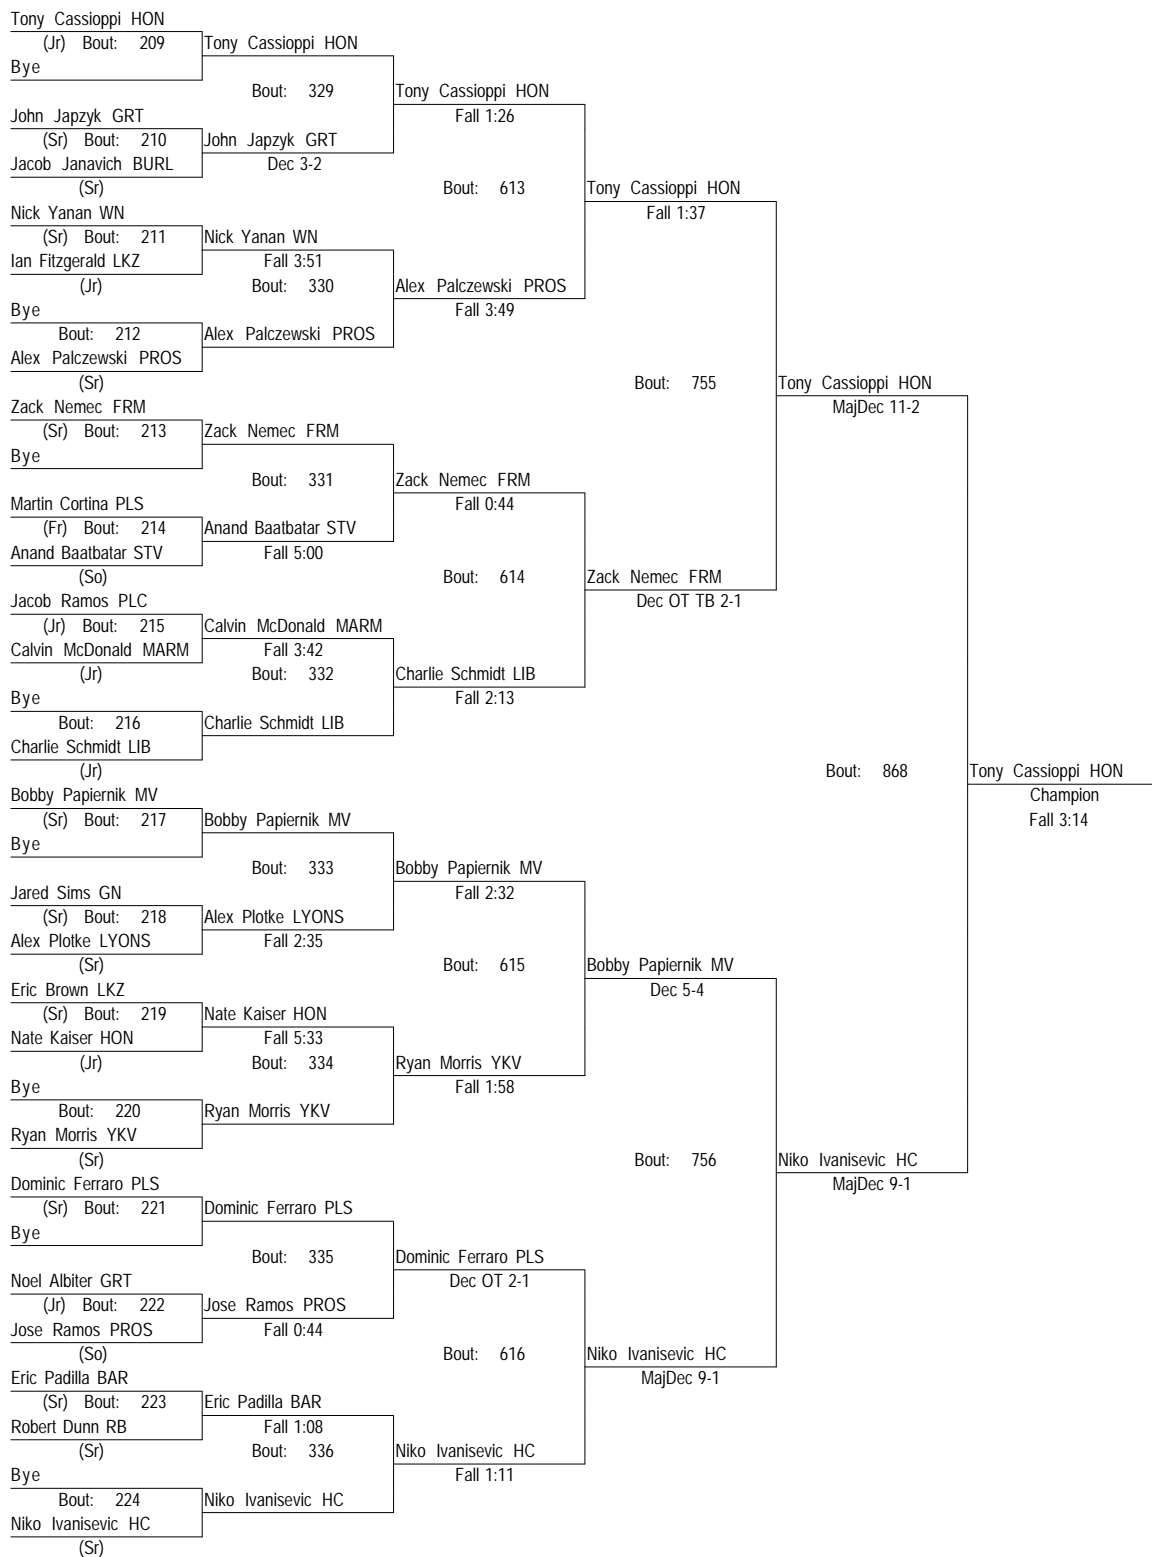 Tony Cassioppi HON
(Jr) Bout: 209
Bye
Tony Cassioppi HON
Bout: 329
John Japzyk GRT
(Sr) Bout: 210
Jacob Janavich BURL
(Sr)
John Japzyk GRT
Dec 3-2
Tony Cassioppi HON
Fall 1:26
Bout: 613
Nick Yanan WN
(Sr) Bout: 211
Ian Fitzgerald LKZ
(Jr)
Nick Yanan WN
Fall 3:51
Bout: 330
Bye
Bout: 212
Alex Palczewski PROS
(Sr)
Alex Palczewski PROS
Alex Palczewski PROS
Fall 3:49
Tony Cassioppi HON
Fall 1:37
Bout: 755
Zack Nemec FRM
(Sr) Bout: 213
Bye
Zack Nemec FRM
Bout: 331
Martin Cortina PLS
(Fr) Bout: 214
Anand Baatbatar STV
(So)
Anand Baatbatar STV
Fall 5:00
Zack Nemec FRM
Fall 0:44
Bout: 614
Jacob Ramos PLC
(Jr) Bout: 215
Calvin McDonald MARM
(Jr)
Calvin McDonald MARM
Fall 3:42
Bout: 332
Bye
Bout: 216
Charlie Schmidt LIB
(Jr)
Charlie Schmidt LIB
Charlie Schmidt LIB
Fall 2:13
Zack Nemec FRM
Dec OT TB 2-1
Tony Cassioppi HON
MajDec 11-2
Bout: 868
Tony Cassioppi HON
Champion
Fall 3:14
Bobby Papiernik MV
(Sr) Bout: 217
Bye
Bobby Papiernik MV
Bout: 333
Jared Sims GN
(Sr) Bout: 218
Alex Plotke LYONS
(Sr)
Alex Plotke LYONS
Fall 2:35
Bobby Papiernik MV
Fall 2:32
Bout: 615
Eric Brown LKZ
(Sr) Bout: 219
Nate Kaiser HON
(Jr)
Nate Kaiser HON
Fall 5:33
Bout: 334
Bye
Bout: 220
Ryan Morris YKV
(Sr)
Ryan Morris YKV
Ryan Morris YKV
Fall 1:58
Bobby Papiernik MV
Dec 5-4
Bout: 756
Dominic Ferraro PLS
(Sr) Bout: 221
Bye
Dominic Ferraro PLS
Bout: 335
Noel Albiter GRT
(Jr) Bout: 222
Jose Ramos PROS
(So)
Jose Ramos PROS
Fall 0:44
Dominic Ferraro PLS
Dec OT 2-1
Bout: 616
Eric Padilla BAR
(Sr) Bout: 223
Robert Dunn RB
(Sr)
Eric Padilla BAR
Fall 1:08
Bout: 336
Bye
Bout: 224
Niko Ivanisevic HC
(Sr)
Niko Ivanisevic HC
Niko Ivanisevic HC
Fall 1:11
Niko Ivanisevic HC
MajDec 9-1
Niko Ivanisevic HC
MajDec 9-1